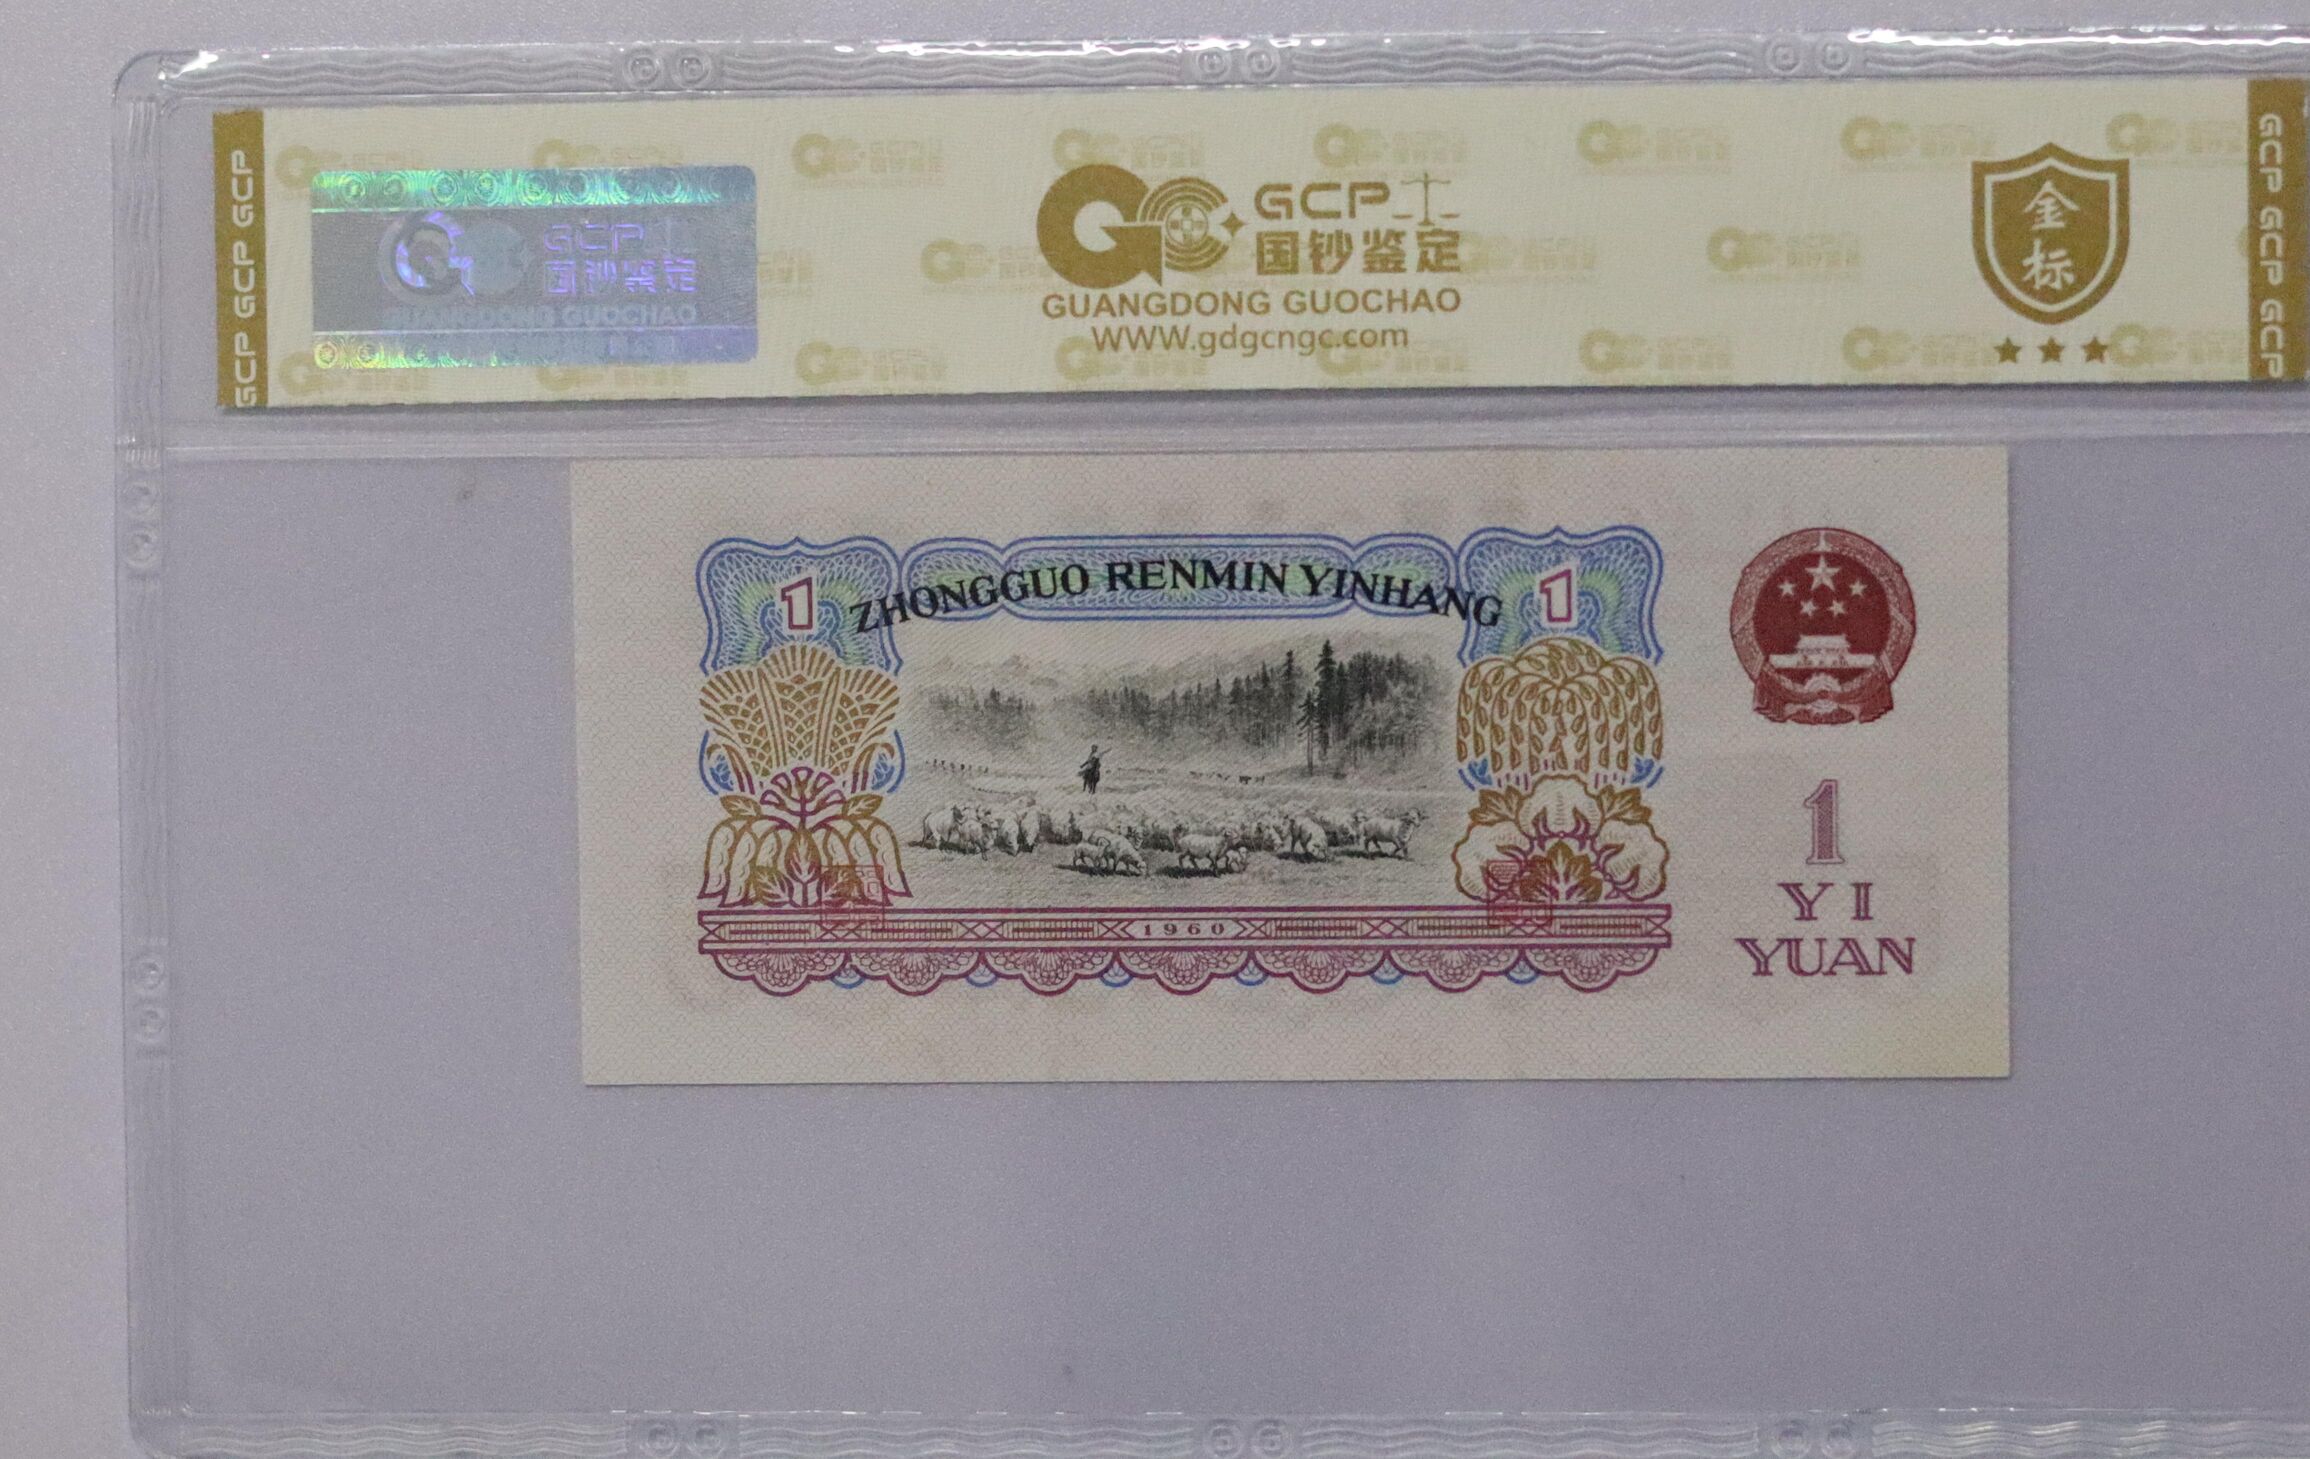 GCP GCP GCP
GCP
国钞鉴定
GUANGDONG GUOCHAO
GCP
国钞鉴定
GUANGDONG GUOCHAO
WWW.gdgcngc.com
金
标
GCP GCP GCP
1
ZHONGGUO RENMIN YINHANG
1
1
YI
YUAN
1960